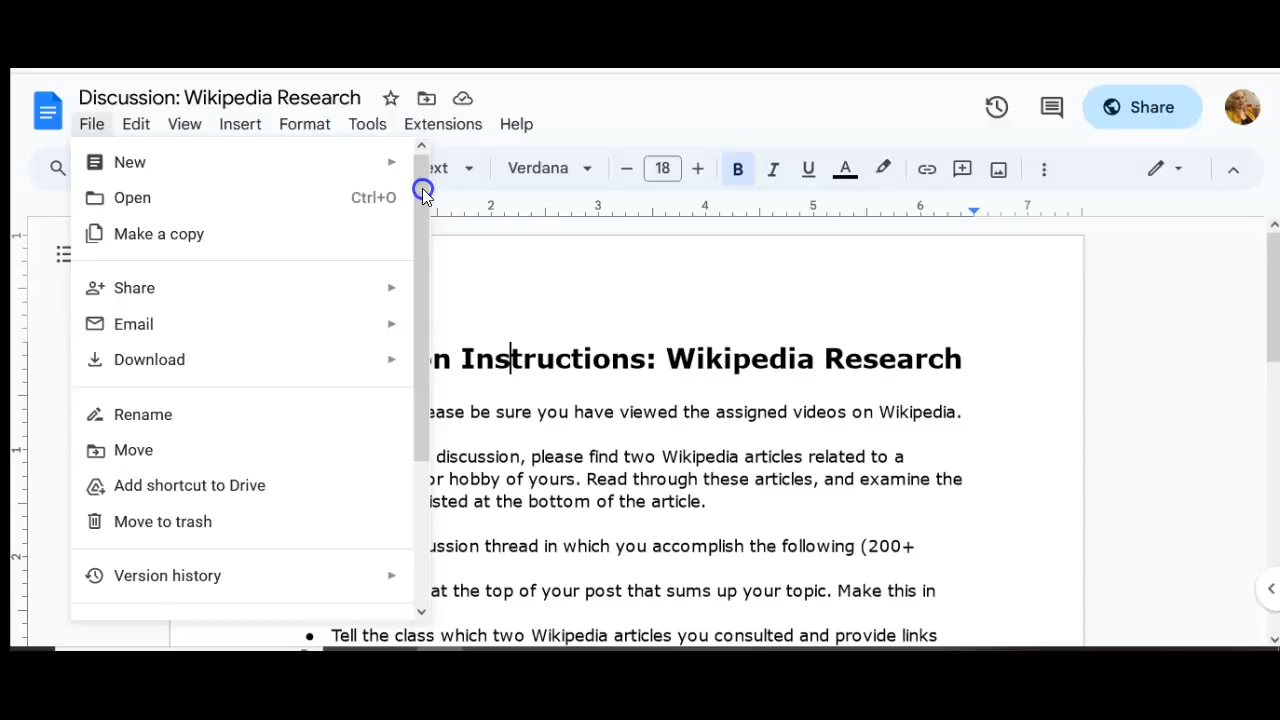 Discussion: Wikipedia Research
File Edit View Insert Format Tools Extensions Help
Share
New
ext Verdana 18 B I U A
Open Ctrl+O
1 2 3 4 5 6 7
Make a copy
Share
Email
Download
on Instructions: Wikipedia Research
Rename
ease be sure you have viewed the assigned videos on Wikipedia.
Move
discussion, please find two Wikipedia articles related to a
Add shortcut to Drive
or hobby of yours. Read through these articles, and examine the
isted at the bottom of the article.
Move to trash
ussion thread in which you accomplish the following (200+
Version history
at the top of your post that sums up your topic. Make this in
• Tell the class which two Wikipedia articles you consulted and provide links
1
2